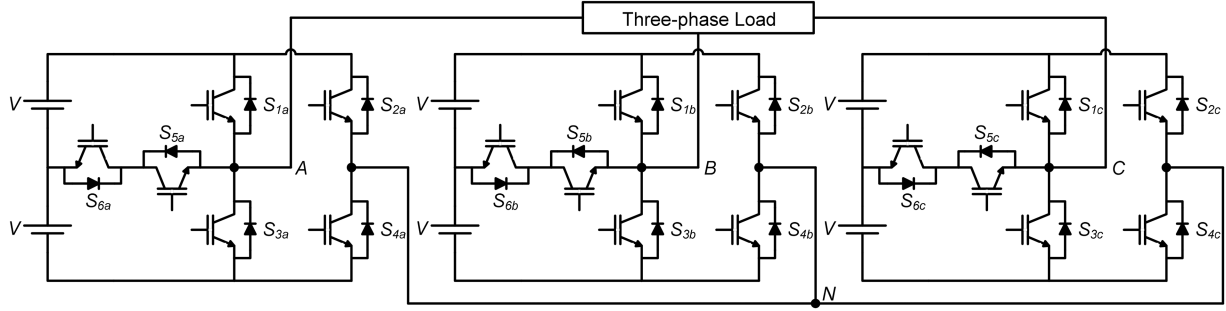 Three-phase Load
V
S1a
S2a
S5a
A
S6a
V
S3a
S4a
V
S1b
S2b
S5b
B
S6b
V
S3b
S4b
V
S1c
S2c
S5c
C
S6c
V
S3c
S4c
N